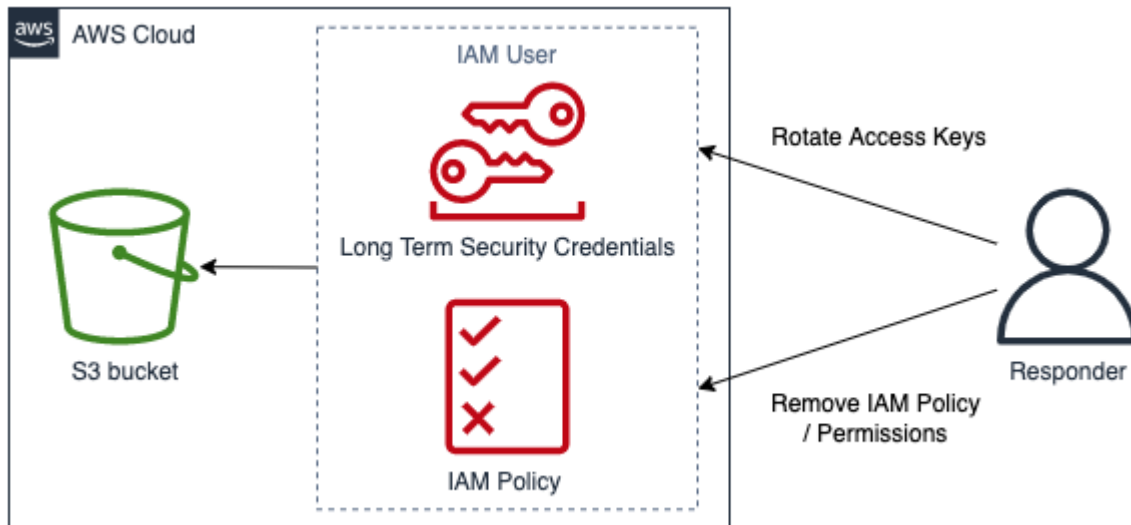 aws
AWS Cloud
IAM User
Rotate Access Keys
Long Term Security Credentials
S3 bucket
Responder
Remove IAM Policy
/ Permissions
IAM Policy